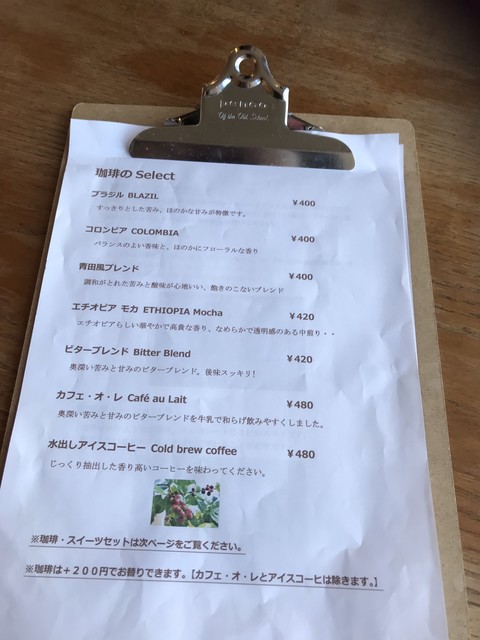 penco
Of the Old School
珈琲の Select
ブラジル BLAZIL ￥400
すっきりとした苦み、ほのかな甘みが特徴です。
コロンビア COLOMBIA ￥400
バランスのよい香味と、ほのかにフローラルな香り
青田風ブレンド ￥400
調和がとれた苦みと酸味が心地いい、飽きのこないブレンド
エチオピア モカ ETHIOPIA Mocha ￥420
エチオピアらしい華やかで高貴な香り、なめらかで透明感のある中煎り・・
ビターブレンド Bitter Blend ￥420
奥深い苦みと甘みのビターブレンド。後味スッキリ！
カフェ・オ・レ Café au Lait ￥480
奥深い苦みと甘みのビターブレンドを牛乳で和らげ飲みやすくしました。
水出しアイスコーヒー Cold brew coffee ￥480
じっくり抽出した香り高いコーヒーを味わってください。
※珈琲・スイーツセットは次ページをご覧ください。
※珈琲は＋２００円でお替りできます。【カフェ・オ・レとアイスコーヒは除きます。】